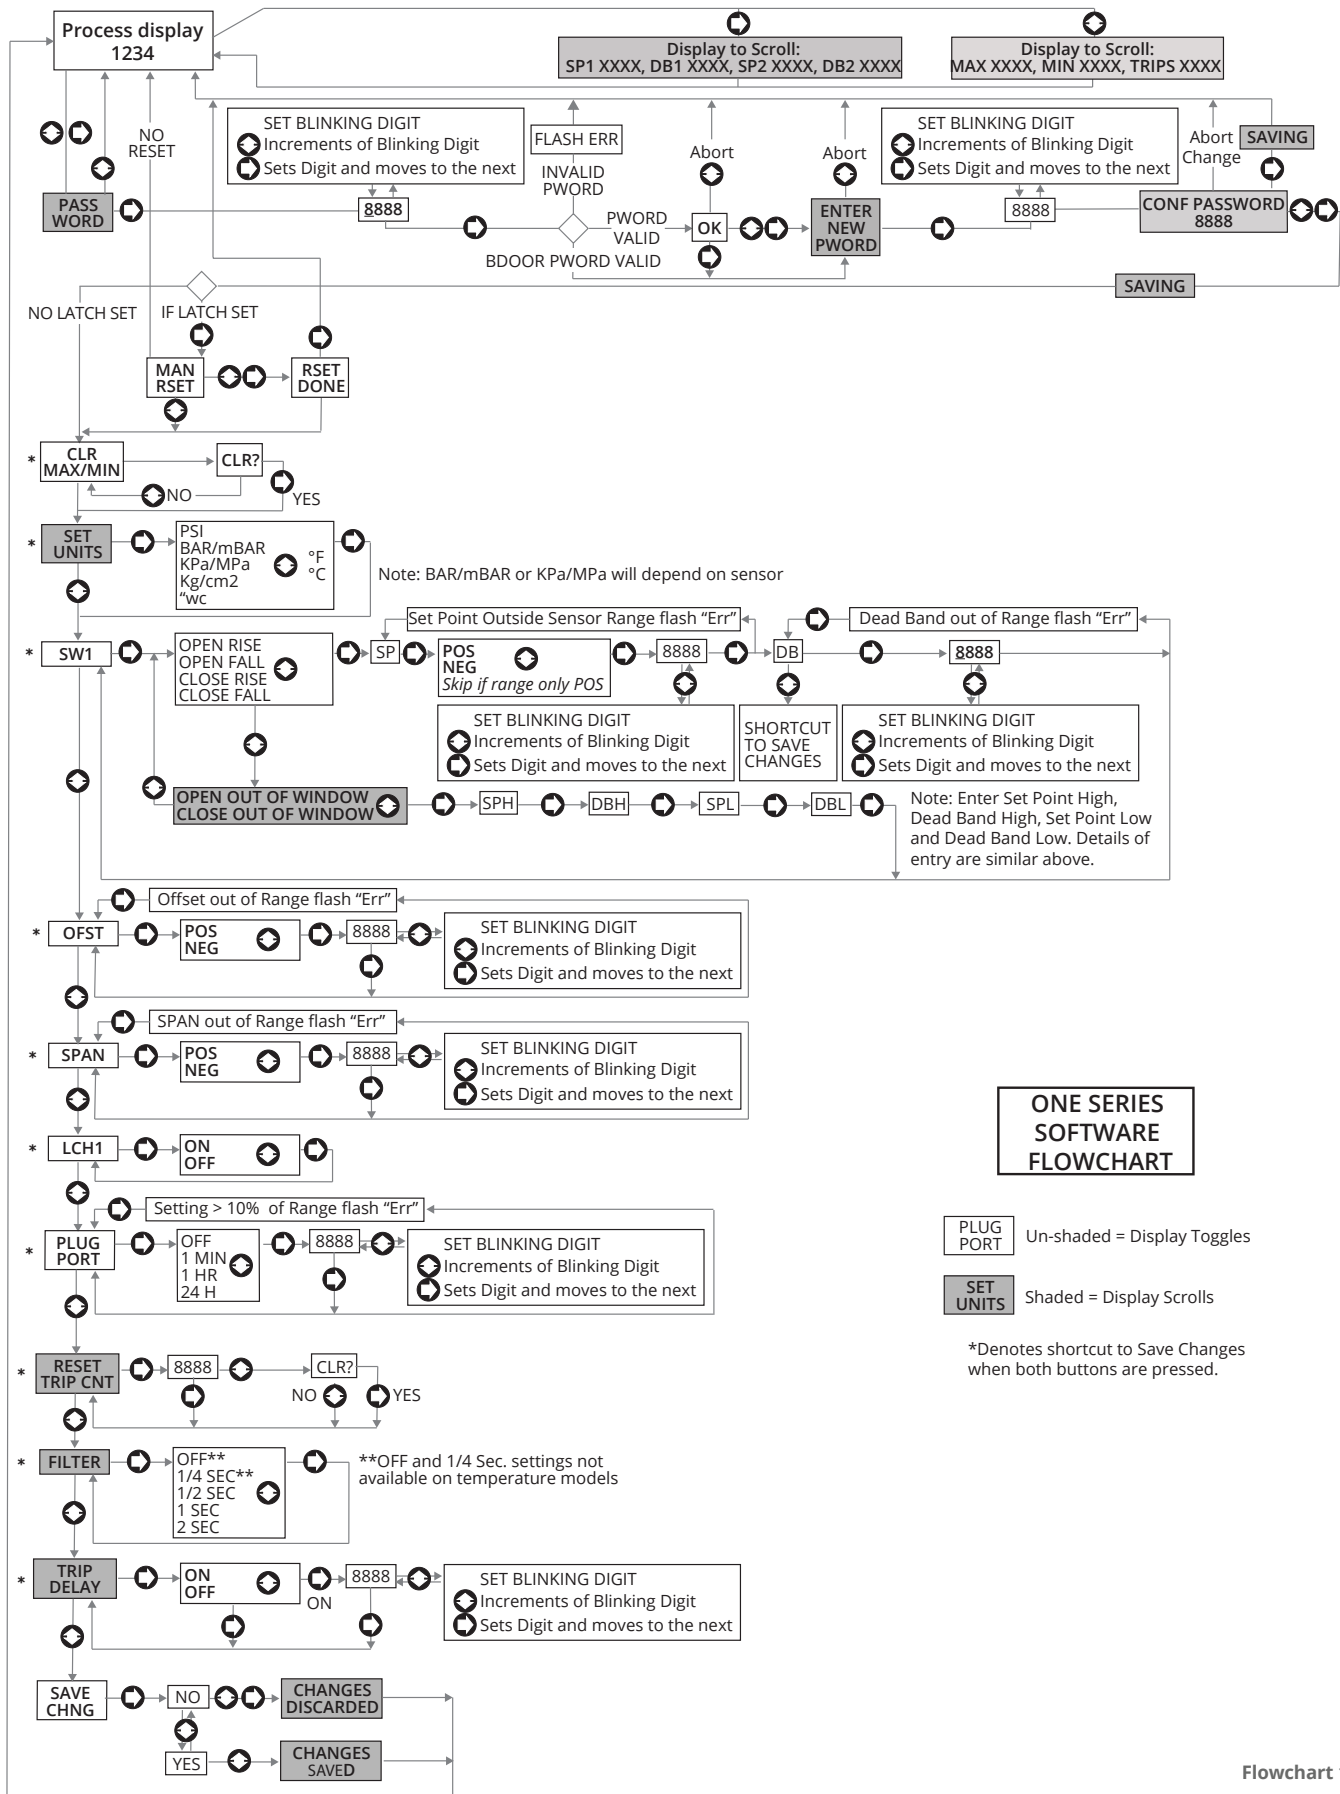 Process display
1234
Display to Scroll:
SP1 XXXX, DB1 XXXX, SP2 XXXX, DB2 XXXX
Display to Scroll:
MAX XXXX, MIN XXXX, TRIPS XXXX
NO
RESET
SET BLINKING DIGIT
Increments of Blinking Digit
Sets Digit and moves to the next
FLASH ERR
INVALID
PWORD
Abort
Abort
SET BLINKING DIGIT
Increments of Blinking Digit
Sets Digit and moves to the next
Abort
Change
SAVING
PASS
WORD
8888
PWORD
VALID
BDOOR PWORD VALID
OK
ENTER
NEW
PWORD
8888
CONF PASSWORD
8888
SAVING
NO LATCH SET
IF LATCH SET
MAN
RSET
RSET
DONE
*
CLR
MAX/MIN
CLR?
NO
YES
*
SET
UNITS
PSI
BAR/mBAR
KPa/MPa
Kg/cm2
“wc
°F
°C
Note: BAR/mBAR or KPa/MPa will depend on sensor
Set Point Outside Sensor Range flash “Err”
Dead Band out of Range flash “Err”
*
SW1
OPEN RISE
OPEN FALL
CLOSE RISE
CLOSE FALL
SP
POS
NEG
Skip if range only POS
8888
DB
8888
SET BLINKING DIGIT
Increments of Blinking Digit
Sets Digit and moves to the next
SHORTCUT
TO SAVE
CHANGES
SET BLINKING DIGIT
Increments of Blinking Digit
Sets Digit and moves to the next
OPEN OUT OF WINDOW
CLOSE OUT OF WINDOW
SPH
DBH
SPL
DBL
Note: Enter Set Point High,
Dead Band High, Set Point Low
and Dead Band Low. Details of
entry are similar above.
Offset out of Range flash “Err”
*
OFST
POS
NEG
8888
SET BLINKING DIGIT
Increments of Blinking Digit
Sets Digit and moves to the next
SPAN out of Range flash “Err”
*
SPAN
POS
NEG
8888
SET BLINKING DIGIT
Increments of Blinking Digit
Sets Digit and moves to the next
ONE SERIES
SOFTWARE
FLOWCHART
*
LCH1
ON
OFF
Setting > 10% of Range flash “Err”
*
PLUG
PORT
OFF
1 MIN
1 HR
24 H
8888
SET BLINKING DIGIT
Increments of Blinking Digit
Sets Digit and moves to the next
PLUG
PORT
Un-shaded = Display Toggles
SET
UNITS
Shaded = Display Scrolls
*Denotes shortcut to Save Changes
when both buttons are pressed.
*
RESET
TRIP CNT
8888
CLR?
NO
YES
*
FILTER
OFF**
1/4 SEC**
1/2 SEC
1 SEC
2 SEC
**OFF and 1/4 Sec. settings not
available on temperature models
*
TRIP
DELAY
ON
OFF
ON
8888
SET BLINKING DIGIT
Increments of Blinking Digit
Sets Digit and moves to the next
SAVE
CHNG
NO
CHANGES
DISCARDED
YES
CHANGES
SAVED
Flowchart